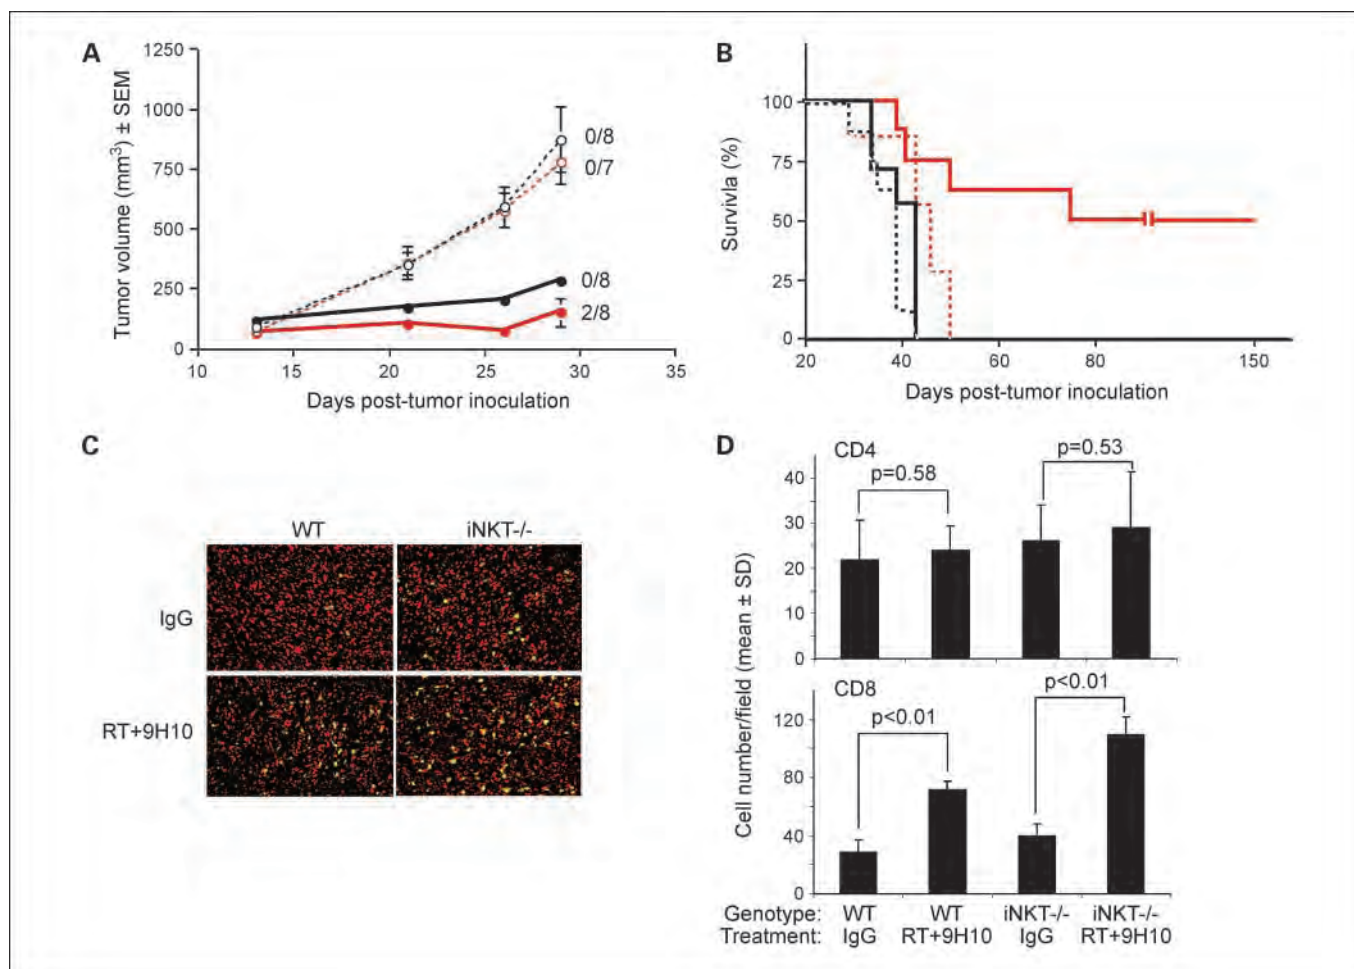 A
1250
1000
750
500
250
0
10
15
20
25
30
35
Tumor volume (mm³) ± SEM
Days post-tumor inoculation
0/8
0/7
0/8
2/8
B
100
75
50
25
0
20
40
60
80
150
Survivla (%)
Days post-tumor inoculation
C
WT
iNKT-/-
IgG
RT+9H10
D
CD4
p=0.58
p=0.53
40
30
20
10
0
Cell number/field (mean ± SD)
CD8
p<0.01
p<0.01
120
80
40
0
Genotype: WT WT iNKT-/- iNKT-/-
Treatment: IgG RT+9H10 IgG RT+9H10